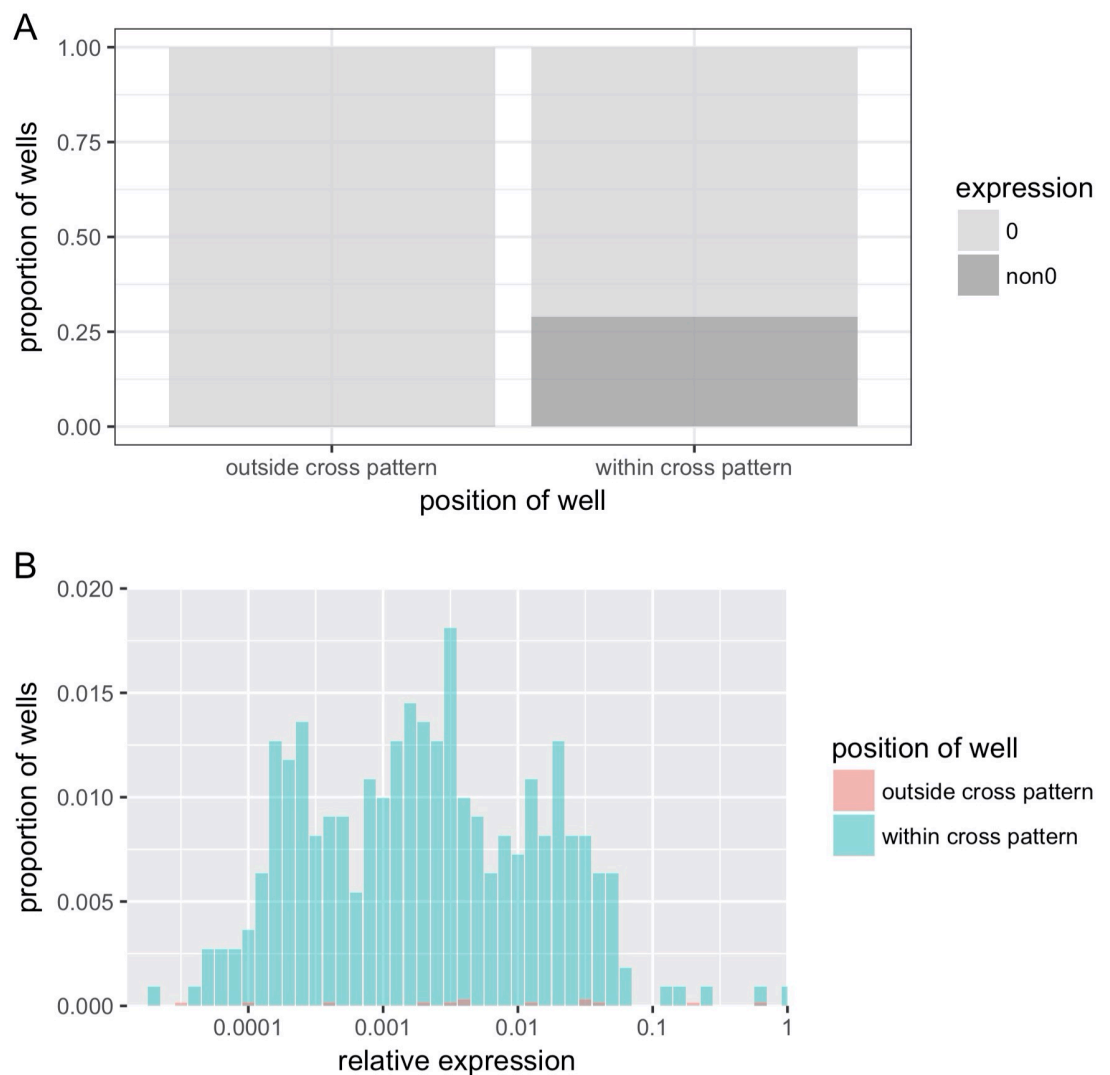 A
proportion of wells
1.00
0.75
0.50
0.25
0.00
outside cross pattern
within cross pattern
position of well
expression
0
non0
B
proportion of wells
0.020
0.015
0.010
0.005
0.000
0.0001
0.001
0.01
0.1
1
relative expression
position of well
outside cross pattern
within cross pattern